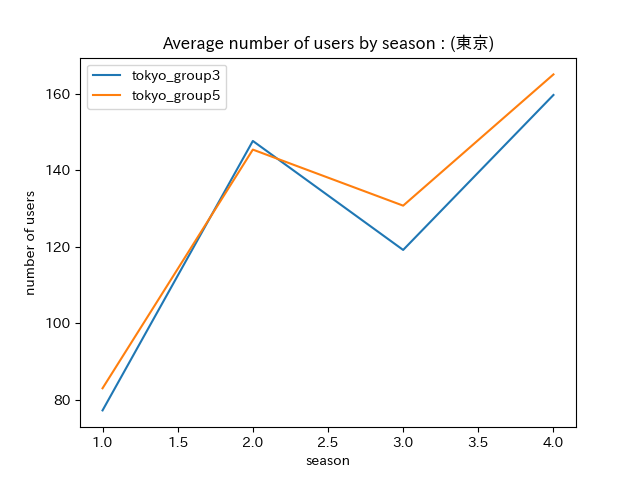 Average number of users by season : (東京)
tokyo_group3
tokyo_group5
number of users
160
140
120
100
80
1.0 1.5 2.0 2.5 3.0 3.5 4.0
season